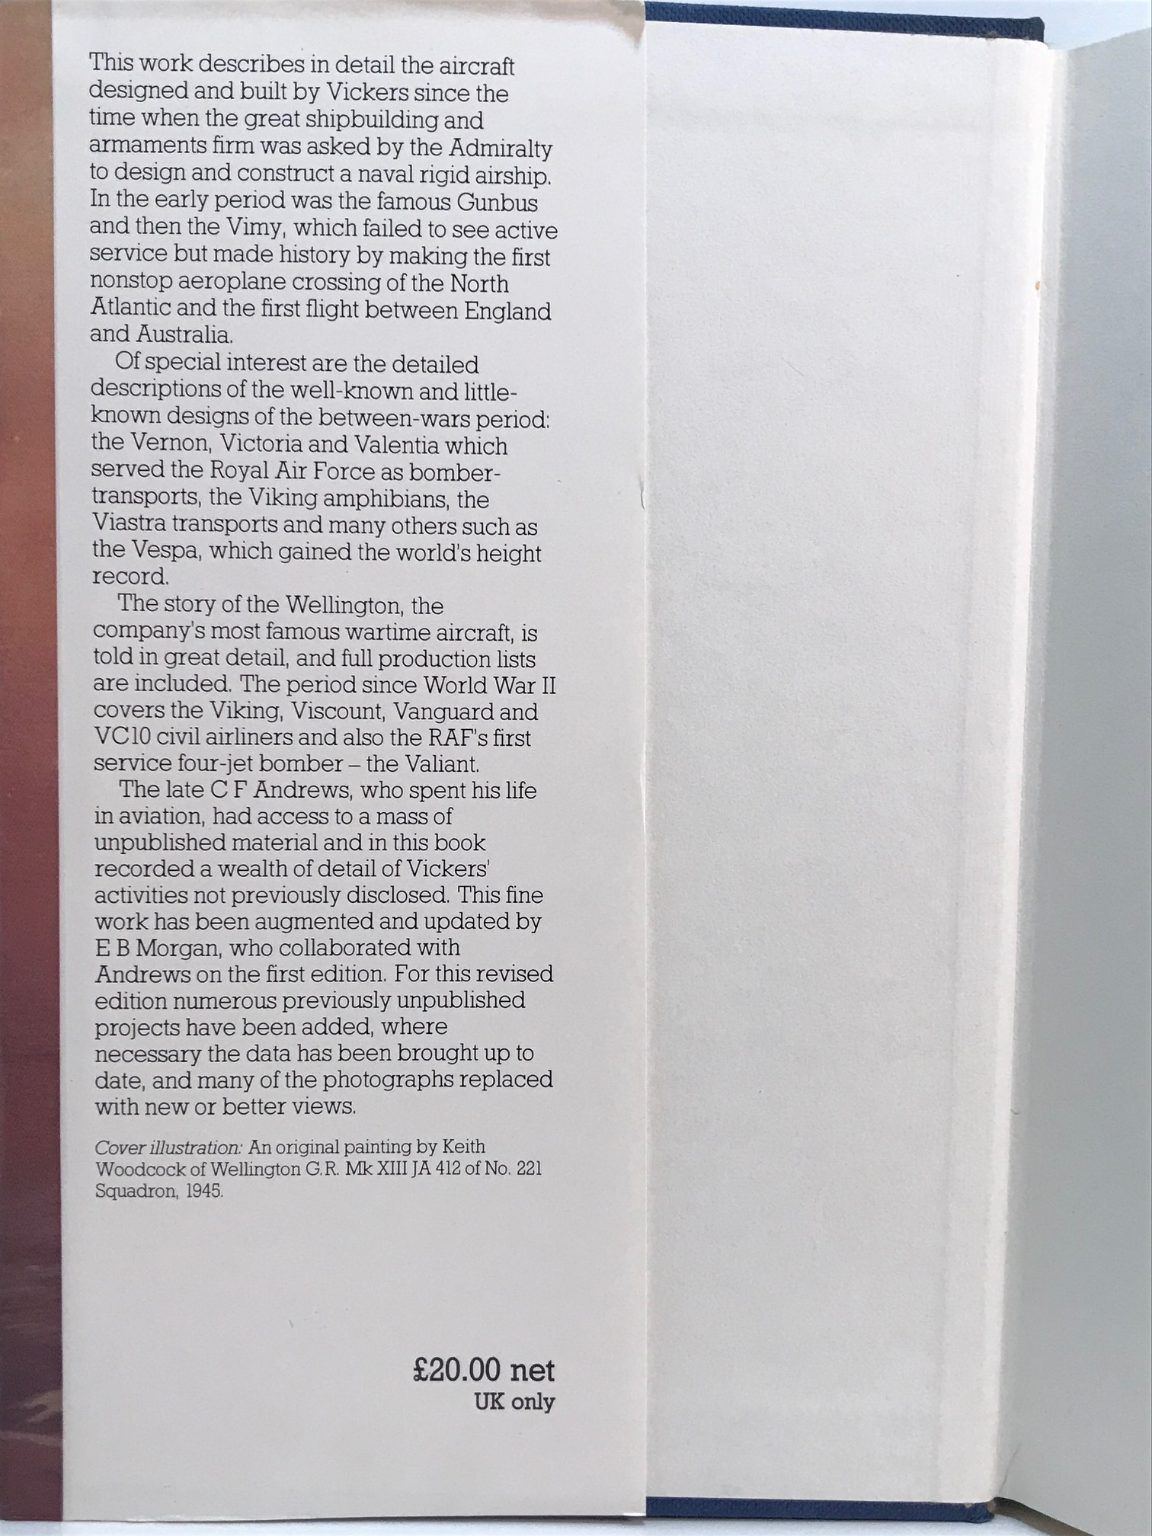 This work describes in detail the aircraft
designed and built by Vickers since the
time when the great shipbuilding and
armaments firm was asked by the Admiralty
to design and construct a naval rigid airship.
In the early period was the famous Gunbus
and then the Vimy, which failed to see active
service but made history by making the first
nonstop aeroplane crossing of the North
Atlantic and the first flight between England
and Australia.
Of special interest are the detailed
descriptions of the well-known and little-
known designs of the between-wars period:
the Vernon, Victoria and Valentia which
served the Royal Air Force as bomber-
transports, the Viking amphibians, the
Viastra transports and many others such as
the Vespa, which gained the world's height
record.
The story of the Wellington, the
company's most famous wartime aircraft, is
told in great detail, and full production lists
are included. The period since World War II
covers the Viking, Viscount, Vanguard and
VC10 civil airliners and also the RAF's first
service four-jet bomber – the Valiant.
The late C F Andrews, who spent his life
in aviation, had access to a mass of
unpublished material and in this book
recorded a wealth of detail of Vickers'
activities not previously disclosed. This fine
work has been augmented and updated by
E B Morgan, who collaborated with
Andrews on the first edition. For this revised
edition numerous previously unpublished
projects have been added, where
necessary the data has been brought up to
date, and many of the photographs replaced
with new or better views.
Cover illustration: An original painting by Keith
Woodcock of Wellington G.R. Mk XIII JA 412 of No. 221
Squadron, 1945.
£20.00 net
UK only